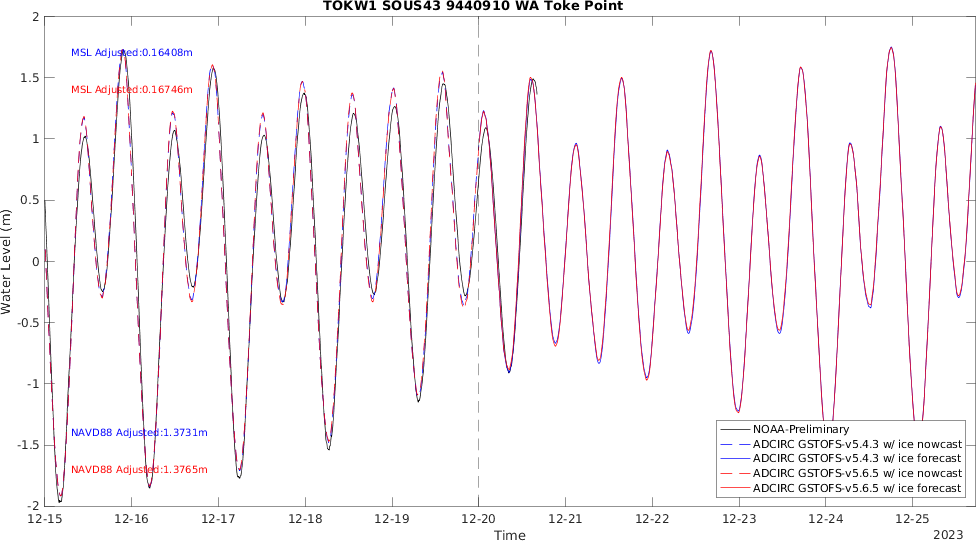 TOKW1 SOUS43 9440910 WA Toke Point
2
1.5
1
0.5
0
-0.5
-1
-1.5
-2
Water Level (m)
MSL Adjusted:0.16408m
MSL Adjusted:0.16746m
NAVD88 Adjusted:1.3731m
NAVD88 Adjusted:1.3765m
NOAA-Preliminary
ADCIRC GSTOFS-v5.4.3 w/ ice nowcast
ADCIRC GSTOFS-v5.4.3 w/ ice forecast
ADCIRC GSTOFS-v5.6.5 w/ ice nowcast
ADCIRC GSTOFS-v5.6.5 w/ ice forecast
12-15 12-16 12-17 12-18 12-19 12-20 12-21 12-22 12-23 12-24 12-25
Time
2023